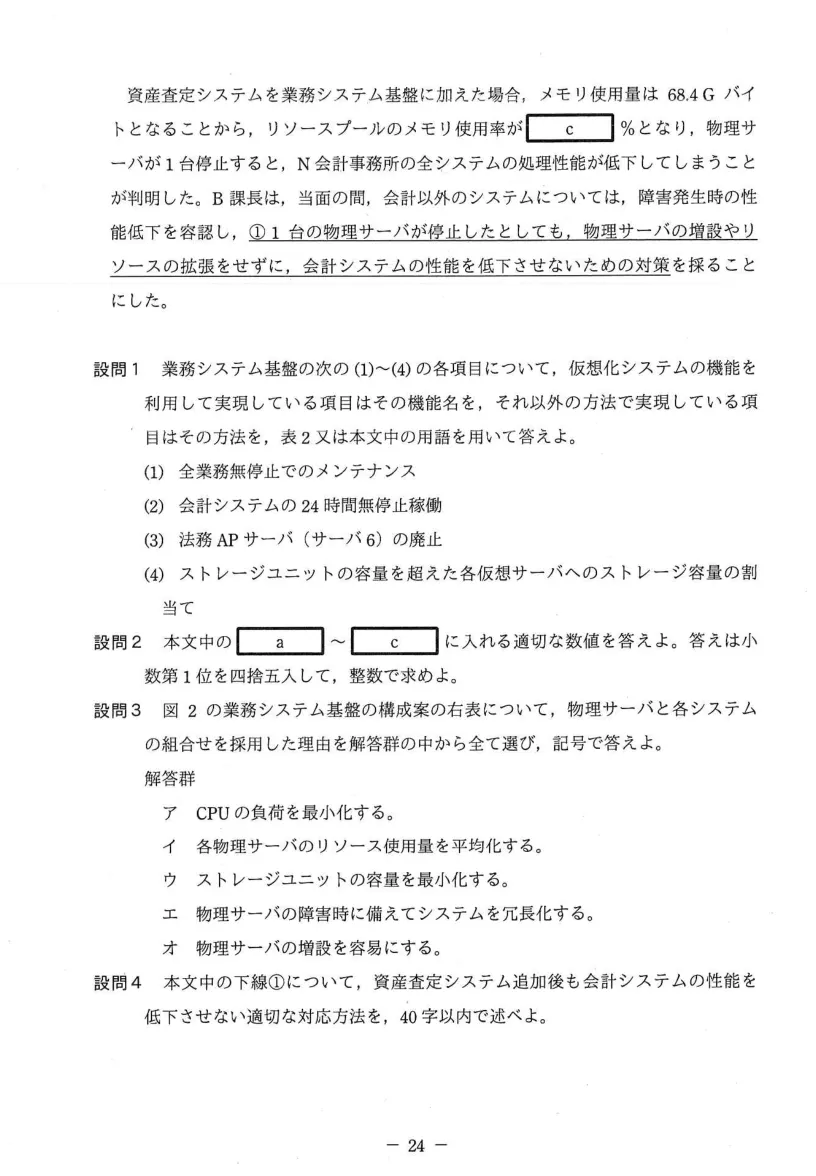 資産査定システムを業務システム基盤に加えた場合，メモリ使用量は 68.4 G バイ
トとなることから，リソースプールのメモリ使用率が c %となり，物理サ
ーバが 1 台停止すると，N 会計事務所の全システムの処理性能が低下してしまうこと
が判明した。B 課長は，当面の間，会計以外のシステムについては，障害発生時の性
能低下を容認し，① 1 台の物理サーバが停止したとしても，物理サーバの増設やリ
ソースの拡張をせずに，会計システムの性能を低下させないための対策を採ること
にした。
設問1 業務システム基盤の次の (1)～(4) の各項目について，仮想化システムの機能を
利用して実現している項目はその機能名を，それ以外の方法で実現している項
目はその方法を，表 2 又は本文中の用語を用いて答えよ。
(1) 全業務無停止でのメンテナンス
(2) 会計システムの 24 時間無停止稼働
(3) 法務 AP サーバ（サーバ 6）の廃止
(4) ストレージユニットの容量を超えた各仮想サーバへのストレージ容量の割
当て
設問2 本文中の a ～ c に入れる適切な数値を答えよ。答えは小
数第 1 位を四捨五入して，整数で求めよ。
設問3 図 2 の業務システム基盤の構成案の右表について，物理サーバと各システム
の組合せを採用した理由を解答群の中から全て選び，記号で答えよ。
解答群
ア CPU の負荷を最小化する。
イ 各物理サーバのリソース使用量を平均化する。
ウ ストレージユニットの容量を最小化する。
エ 物理サーバの障害時に備えてシステムを冗長化する。
オ 物理サーバの増設を容易にする。
設問4 本文中の下線①について，資産査定システム追加後も会計システムの性能を
低下させない適切な対応方法を，40 字以内で述べよ。
－ 24 －